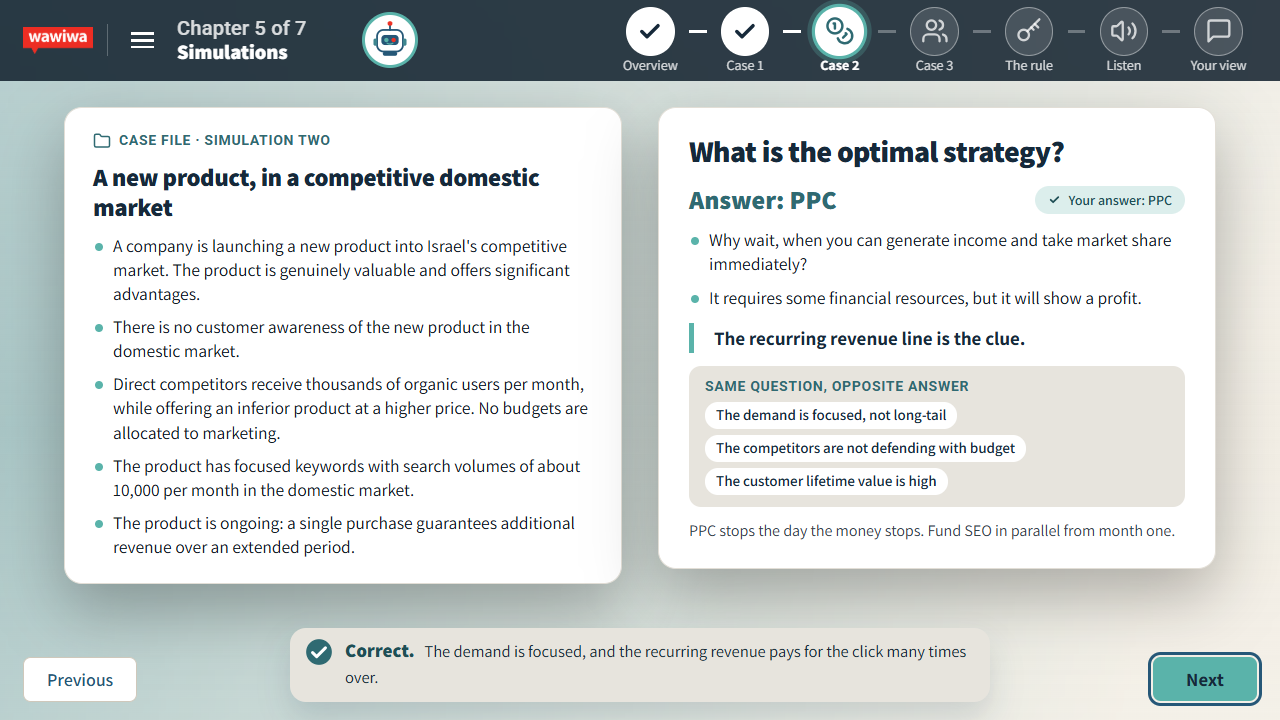 wawiwa
Chapter 5 of 7
Simulations
Overview
Case 1
1
Case 2
Case 3
The rule
Listen
Your view
CASE FILE · SIMULATION TWO
A new product, in a competitive domestic
market
A company is launching a new product into Israel's competitive
market. The product is genuinely valuable and offers significant
advantages.
There is no customer awareness of the new product in the
domestic market.
Direct competitors receive thousands of organic users per month,
while offering an inferior product at a higher price. No budgets are
allocated to marketing.
The product has focused keywords with search volumes of about
10,000 per month in the domestic market.
The product is ongoing: a single purchase guarantees additional
revenue over an extended period.
What is the optimal strategy?
Answer: PPC
Your answer: PPC
Why wait, when you can generate income and take market share
immediately?
It requires some financial resources, but it will show a profit.
The recurring revenue line is the clue.
SAME QUESTION, OPPOSITE ANSWER
The demand is focused, not long-tail
The competitors are not defending with budget
The customer lifetime value is high
PPC stops the day the money stops. Fund SEO in parallel from month one.
Correct. The demand is focused, and the recurring revenue pays for the click many times
over.
Previous
Next